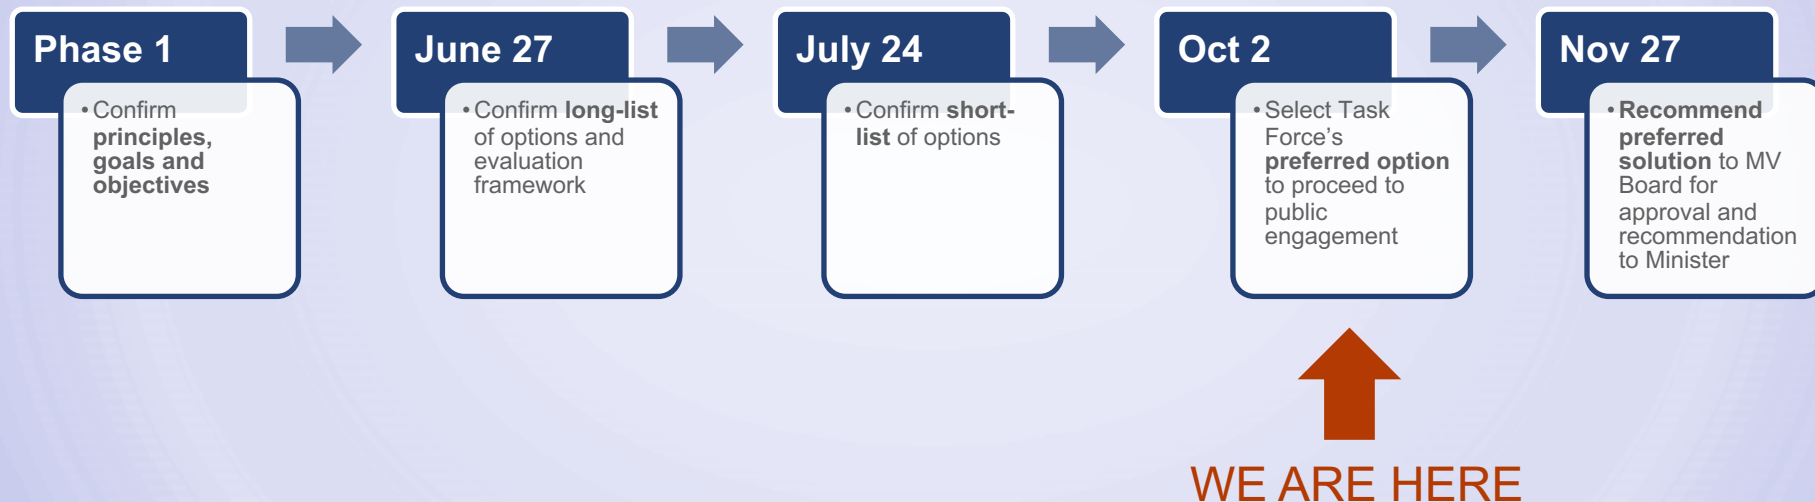 Phase 1
• Confirm
principles,
goals and
objectives
June 27
• Confirm long-list
of options and
evaluation
framework
July 24
• Confirm short-
list of options
Oct 2
• Select Task
Force's
preferred option
to proceed to
public
engagement
Nov 27
• Recommend
preferred
solution to MV
Board for
approval and
recommendation
to Minister
WE ARE HERE